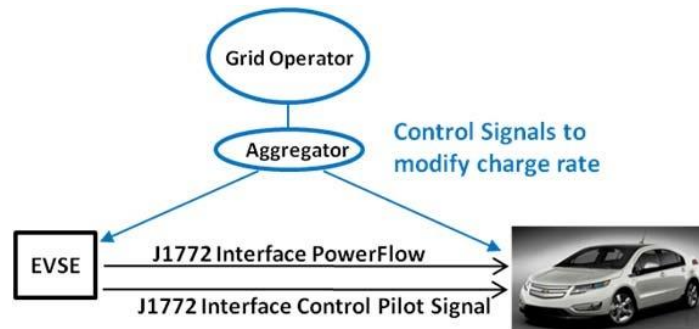 Grid Operator
Aggregator
Control Signals to
modify charge rate
EVSE
J1772 Interface PowerFlow
J1772 Interface Control Pilot Signal